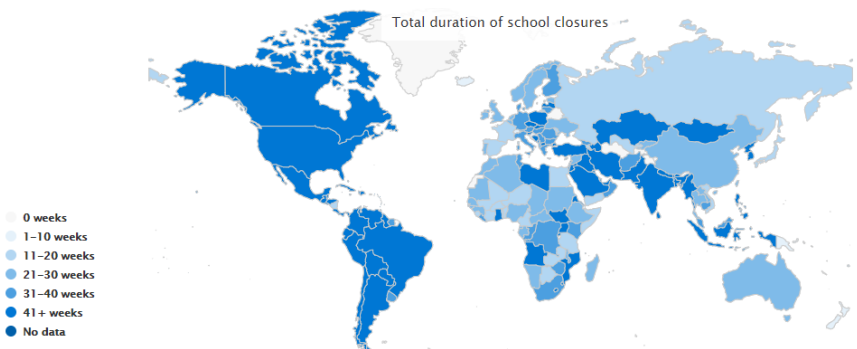 Total duration of school closures
0 weeks
1–10 weeks
11–20 weeks
21–30 weeks
31–40 weeks
41+ weeks
No data